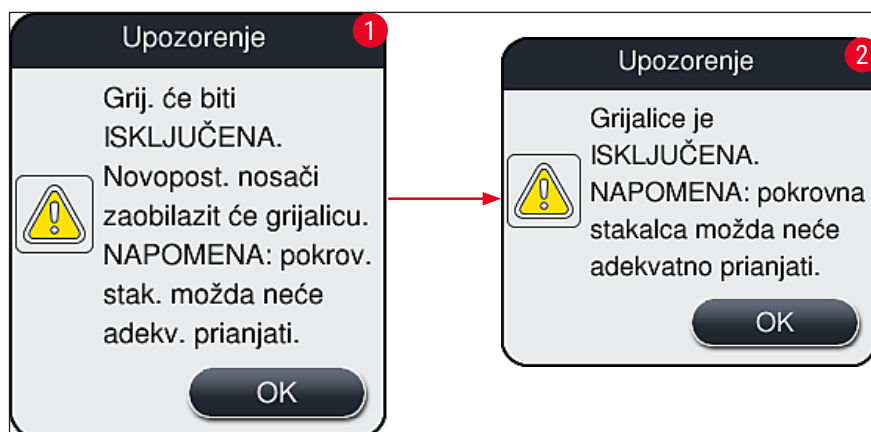 Upozorenje
1
Grij. će biti
ISKLJUČENA.
Novopost. nosači
zaobilazit će grijalicu.
NAPOMENA: pokrov.
stak. možda neće
adekv. prianjati.
OK
Upozorenje
2
Grijalice je
ISKLJUČENA.
NAPOMENA: pokrovna
stakalca možda neće
adekvatno prianjati.
OK